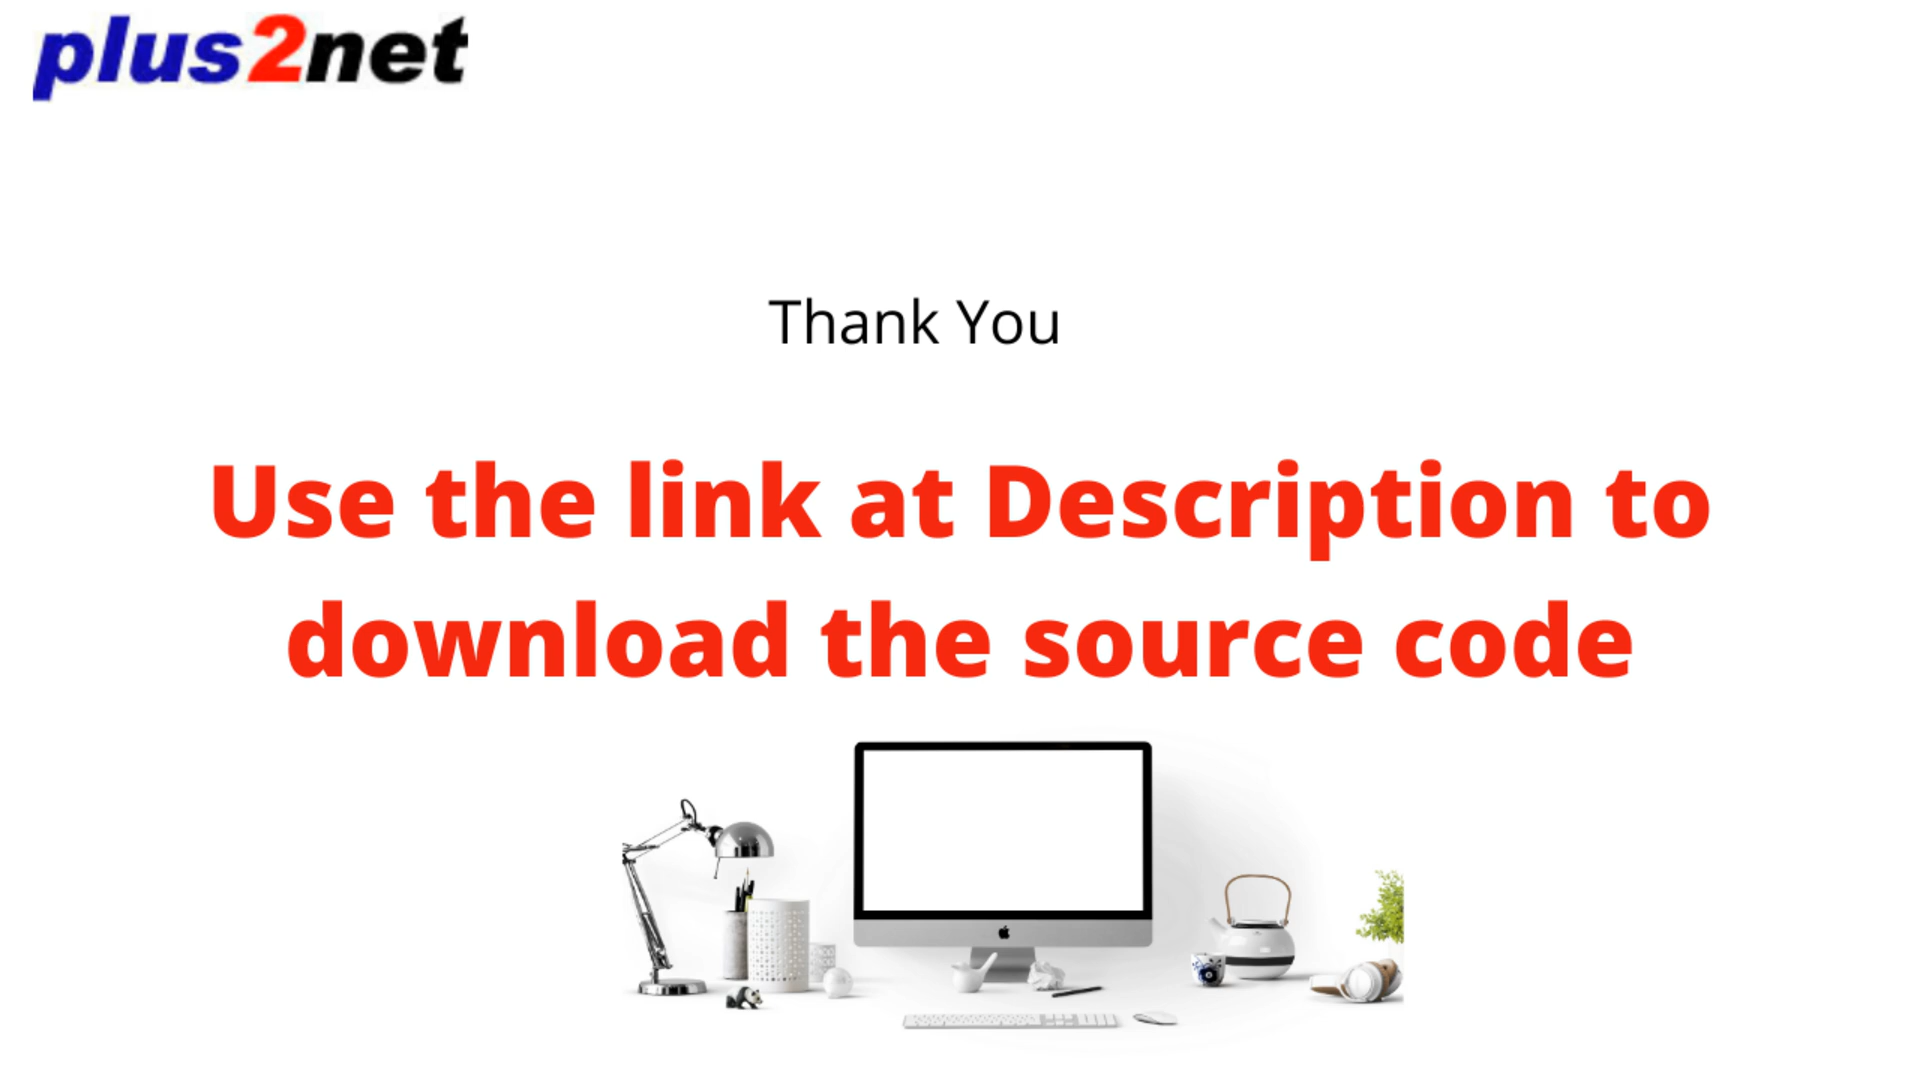 plus2net
Thank You
Use the link at Description to
download the source code